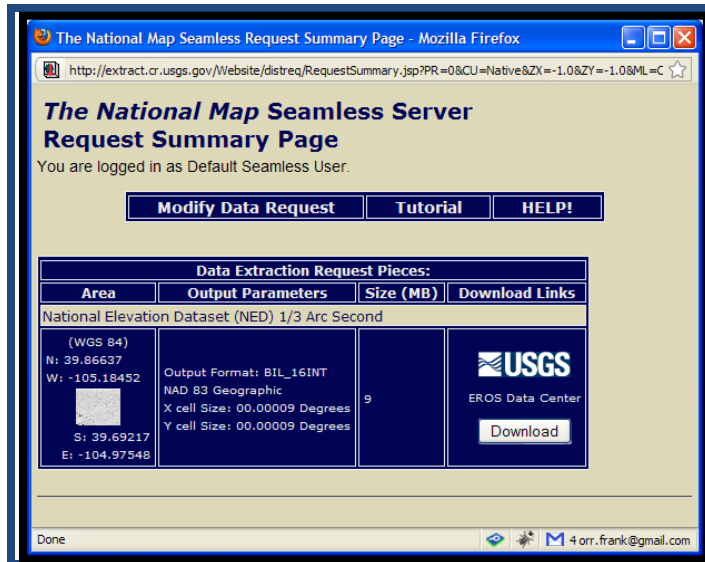 The National Map Seamless Request Summary Page - Mozilla Firefox
http://extract.cr.usgs.gov/Website/distreq/RequestSummary.jsp?PR=0&CU=Native&ZX=-1.0&ZY=-1.0&ML=C
The National Map Seamless Server
Request Summary Page
You are logged in as Default Seamless User.
Modify Data Request Tutorial HELP!
Data Extraction Request Pieces:
Area Output Parameters Size (MB) Download Links
National Elevation Dataset (NED) 1/3 Arc Second
(WGS 84)
N: 39.86637
W: -105.18452
S: 39.69217
E: -104.97548
Output Format: BIL_16INT
NAD 83 Geographic
X cell Size: 00.00009 Degrees
Y cell Size: 00.00009 Degrees
9
USGS
EROS Data Center
Download
Done
4 orr.frank@gmail.com